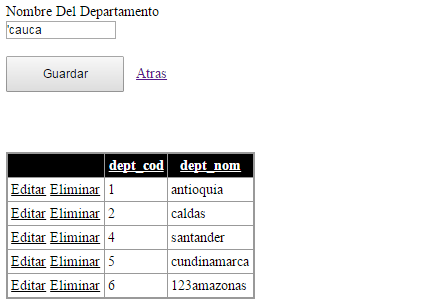 Nombre Del Departamento
'cauca
Guardar Atras
dept_cod dept_nom
Editar Eliminar 1 antioquia
Editar Eliminar 2 caldas
Editar Eliminar 4 santander
Editar Eliminar 5 cundinamarca
Editar Eliminar 6 123amazonas